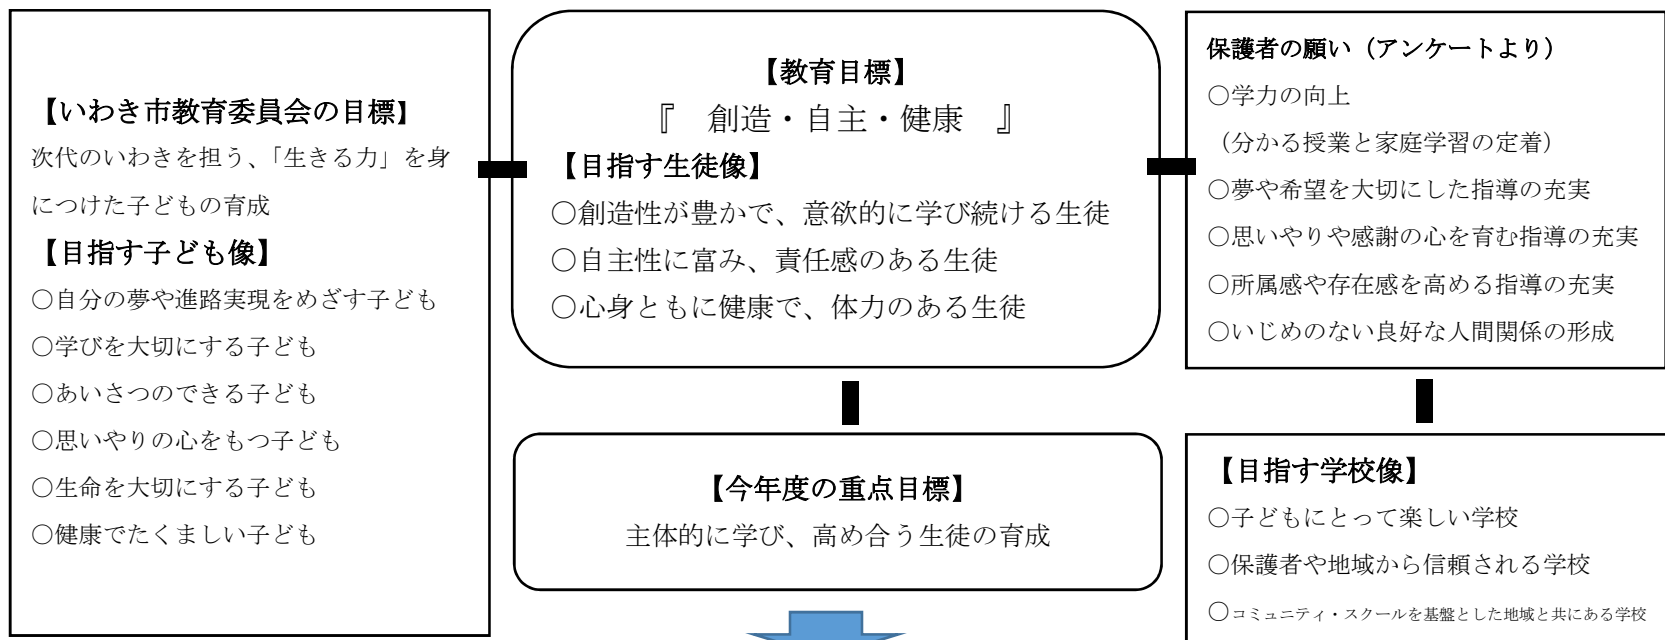 【いわき市教育委員会の目標】
次代のいわきを担う、「生きる力」を身
につけた子どもの育成
【目指す子ども像】
○自分の夢や進路実現をめざす子ども
○学びを大切にする子ども
○あいさつのできる子ども
○思いやりの心をもつ子ども
○生命を大切にする子ども
○健康でたくましい子ども
【教育目標】
『　創造・自主・健康　』
【目指す生徒像】
○創造性が豊かで、意欲的に学び続ける生徒
○自主性に富み、責任感のある生徒
○心身ともに健康で、体力のある生徒
【今年度の重点目標】
主体的に学び、高め合う生徒の育成
保護者の願い（アンケートより）
○学力の向上
（分かる授業と家庭学習の定着）
○夢や希望を大切にした指導の充実
○思いやりや感謝の心を育む指導の充実
○所属感や存在感を高める指導の充実
○いじめのない良好な人間関係の形成
【目指す学校像】
○子どもにとって楽しい学校
○保護者や地域から信頼される学校
○コミュニティ・スクールを基盤とした地域と共にある学校